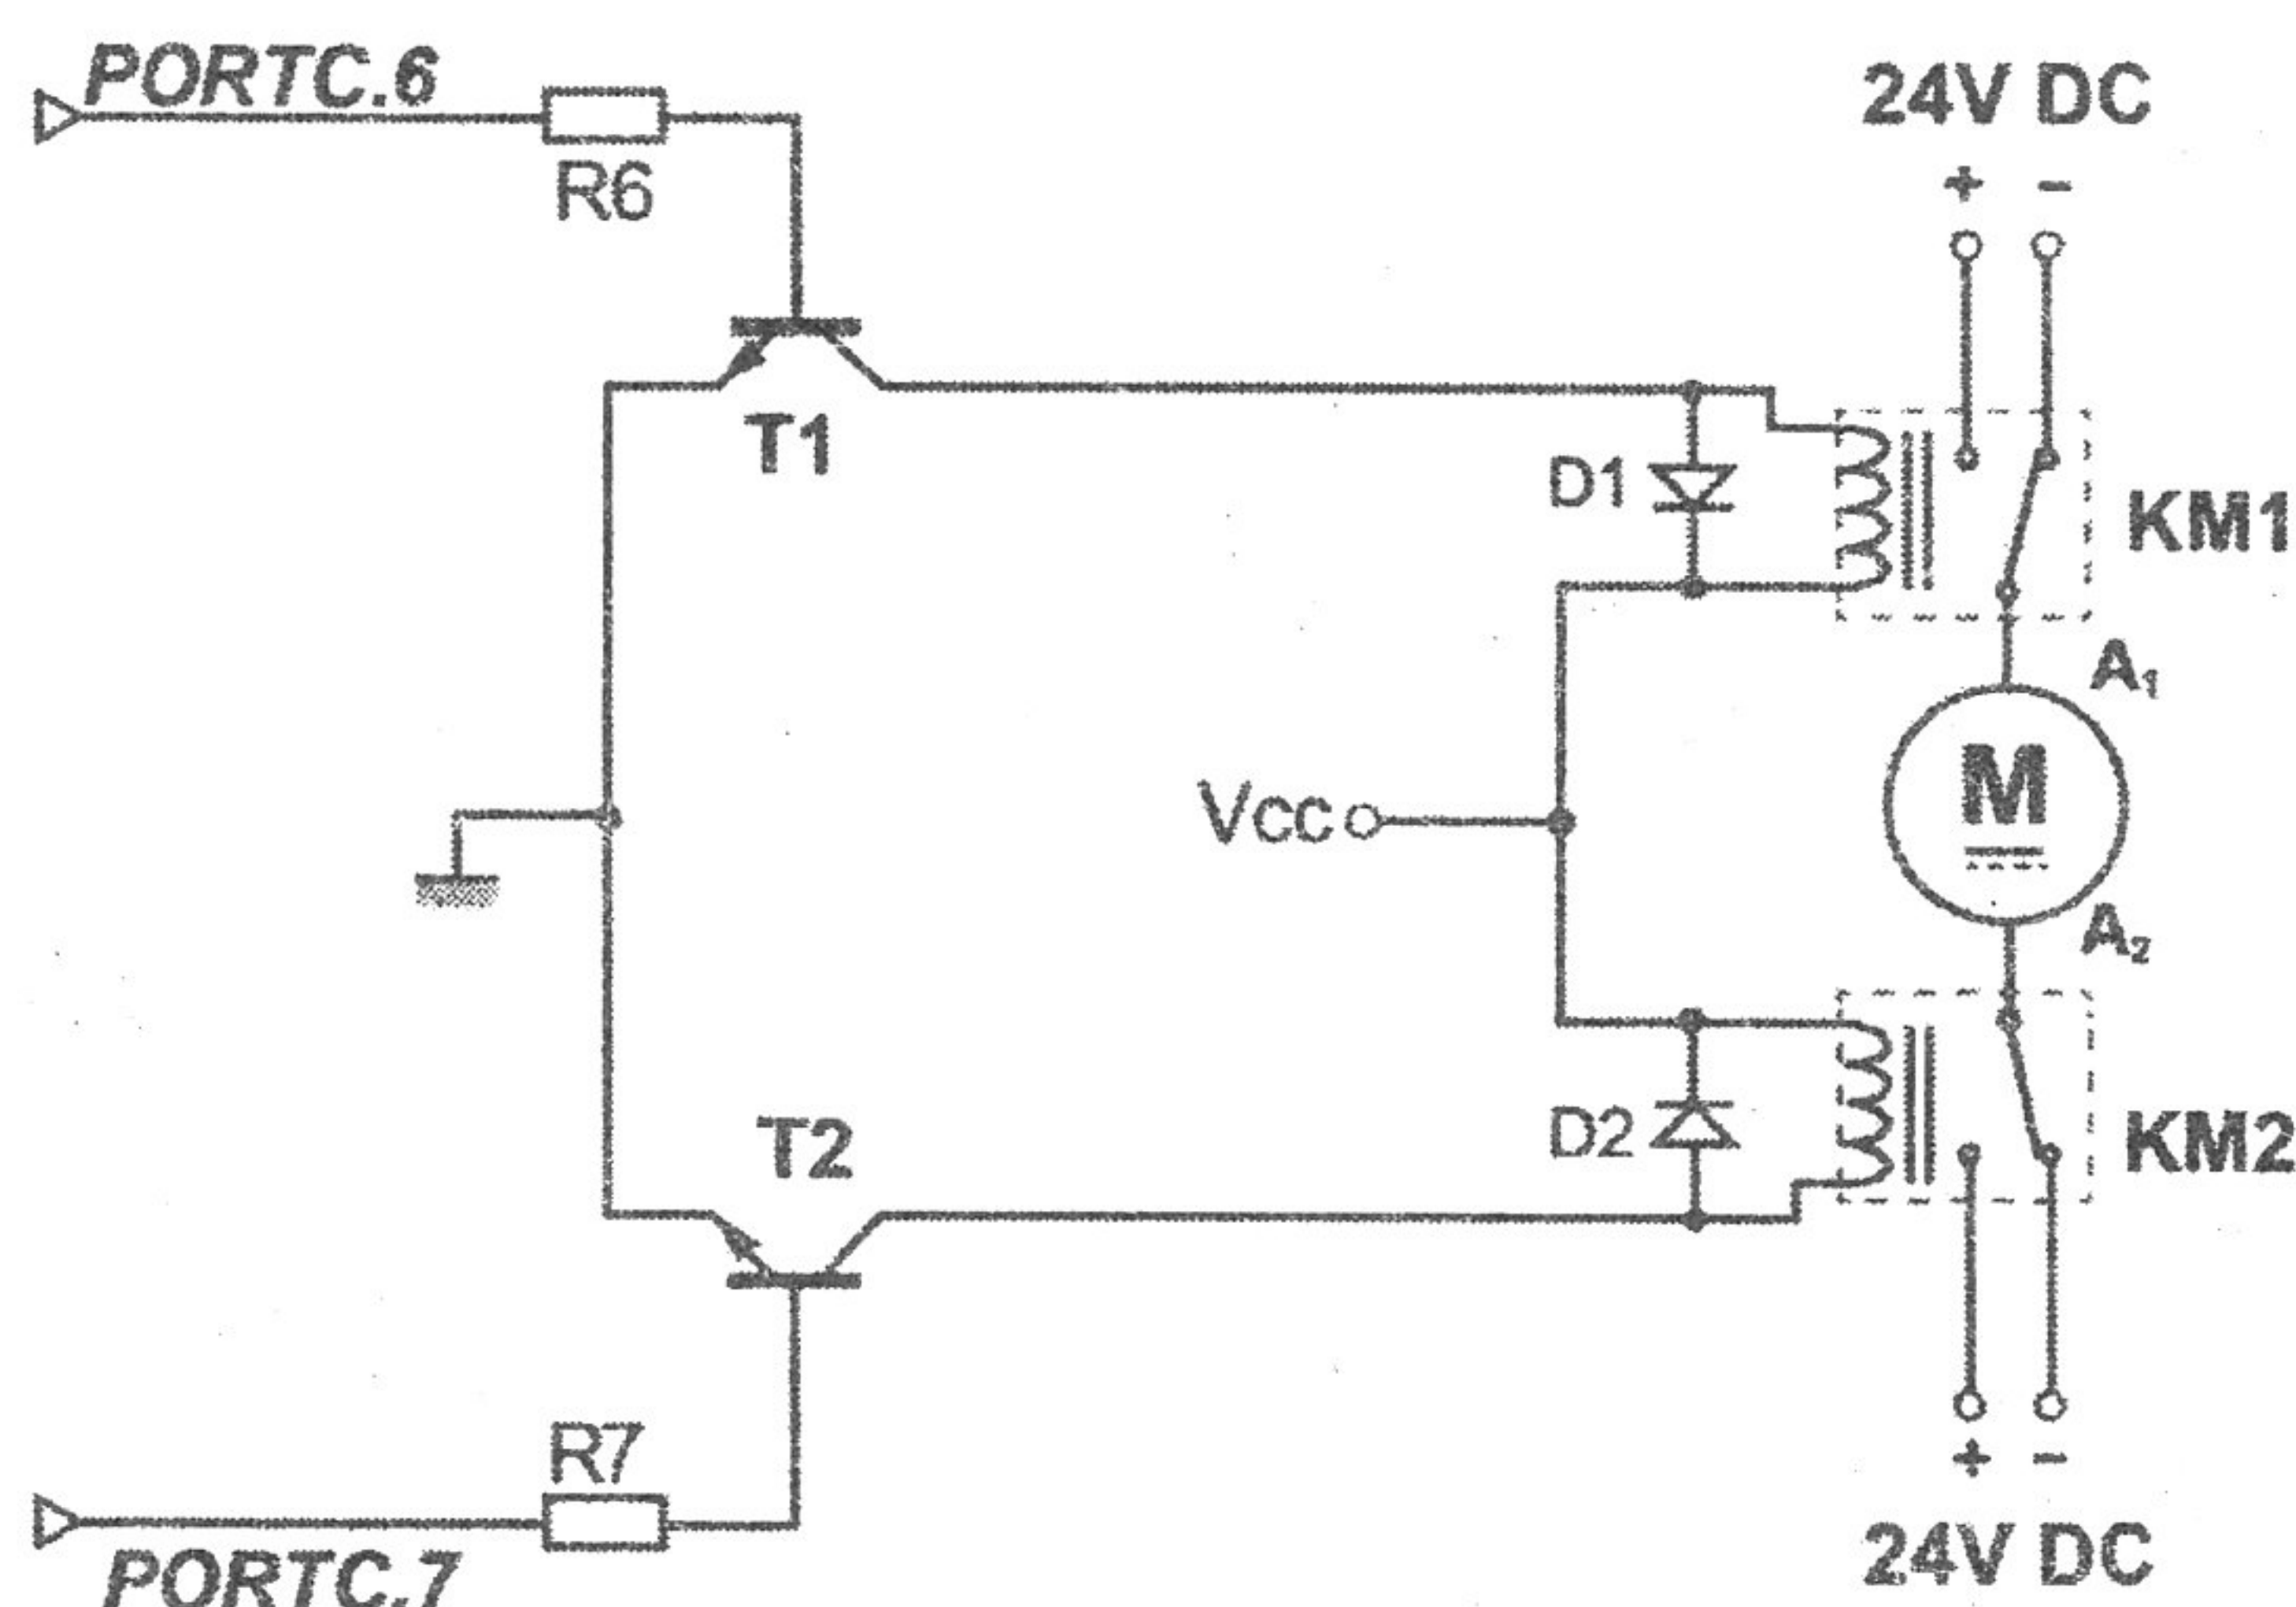 PORTC.6
R6
24V DC
+ -
T1
D1
KM1
A₁
M
Vcc
A₂
T2
D2
KM2
R7
+ -
PORTC.7
24V DC